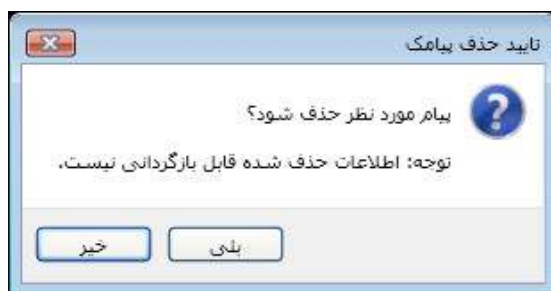 تایید حذف پیامک
پیام مورد نظر حذف شود؟
توجه: اطلاعات حذف شده قابل بازگردانی نیست.
بلی
خیر